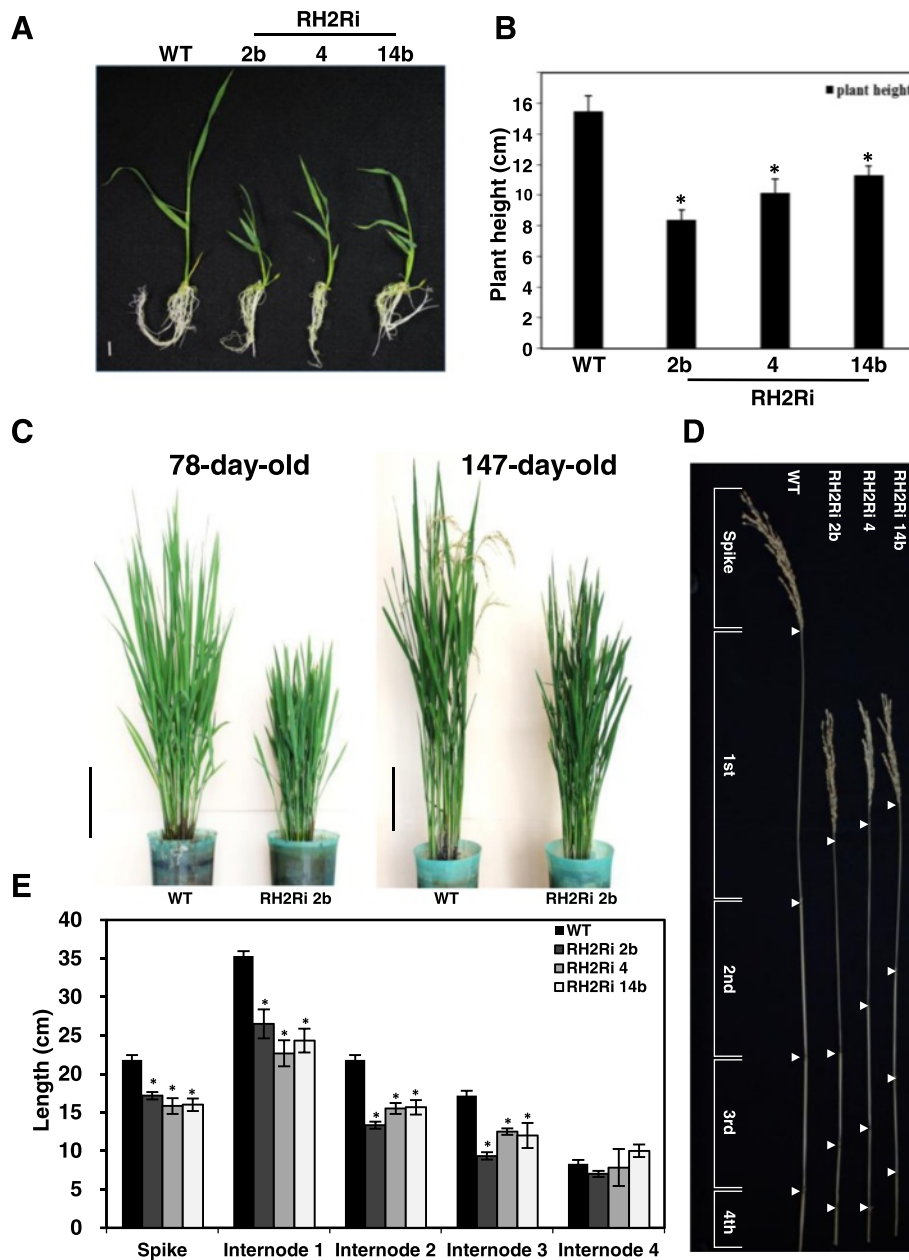 A
RH2Ri
WT 2b 4 14b
B
plant height
Plant height (cm)
16
14
12
10
8
6
4
2
0
* * *
WT 2b 4 14b
RH2Ri
C
78-day-old 147-day-old
WT RH2Ri 2b WT RH2Ri 2b
D
WT RH2Ri 2b RH2Ri 4 RH2Ri 14b
Spike
1st
2nd
3rd
4th
E
Length (cm)
40
35
30
25
20
15
10
5
0
WT
RH2Ri 2b
RH2Ri 4
RH2Ri 14b
* * * * * * * * * * * *
Spike Internode 1 Internode 2 Internode 3 Internode 4